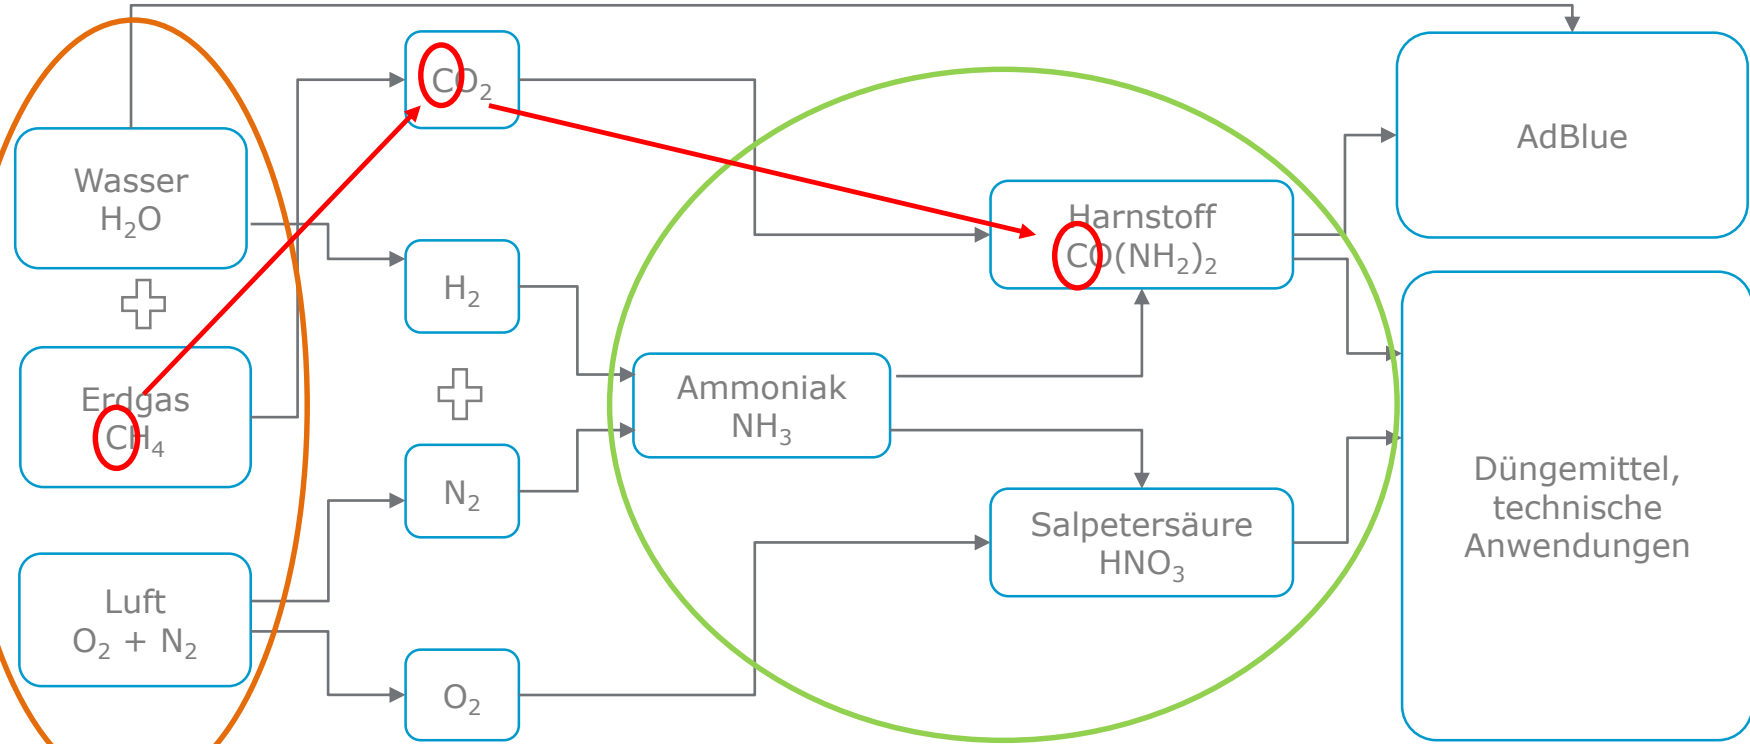 Wasser
H₂O
Erdgas
CH₄
Luft
O₂ + N₂
CO₂
H₂
N₂
O₂
Ammoniak
NH₃
Harnstoff
CO(NH₂)₂
Salpetersäure
HNO₃
AdBlue
Düngemittel,
technische
Anwendungen